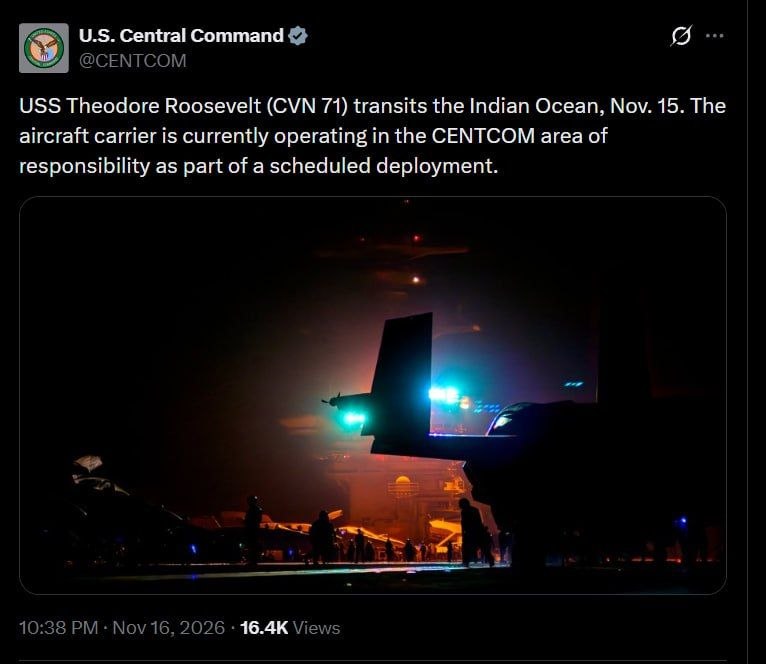 U.S. Central Command
@CENTCOM
USS Theodore Roosevelt (CVN 71) transits the Indian Ocean, Nov. 15. The
aircraft carrier is currently operating in the CENTCOM area of
responsibility as part of a scheduled deployment.
10:38 PM · Nov 16, 2026 · 16.4K Views